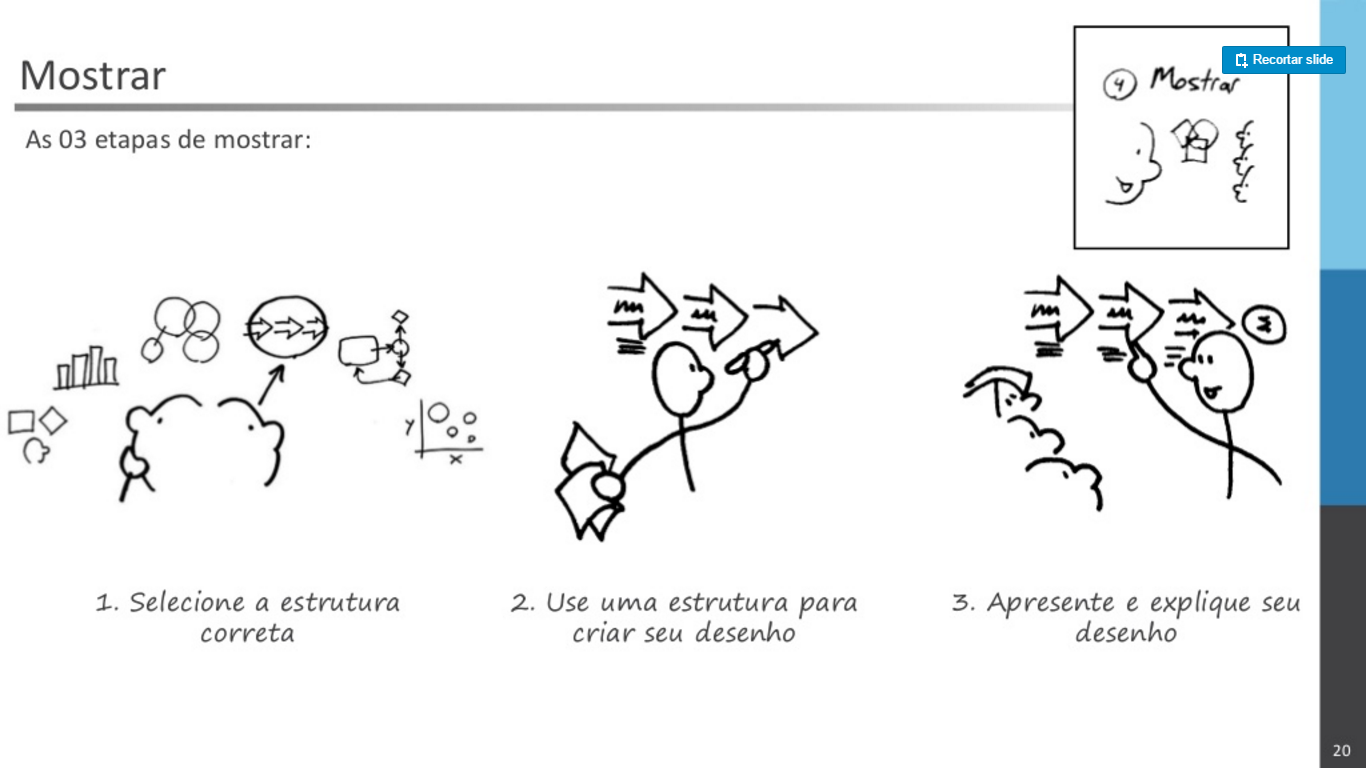 Mostrar
Recortar slide
4 Mostrar
As 03 etapas de mostrar:
y
x
1. Selecione a estrutura
correta
2. Use uma estrutura para
criar seu desenho
3. Apresente e explique seu
desenho
20